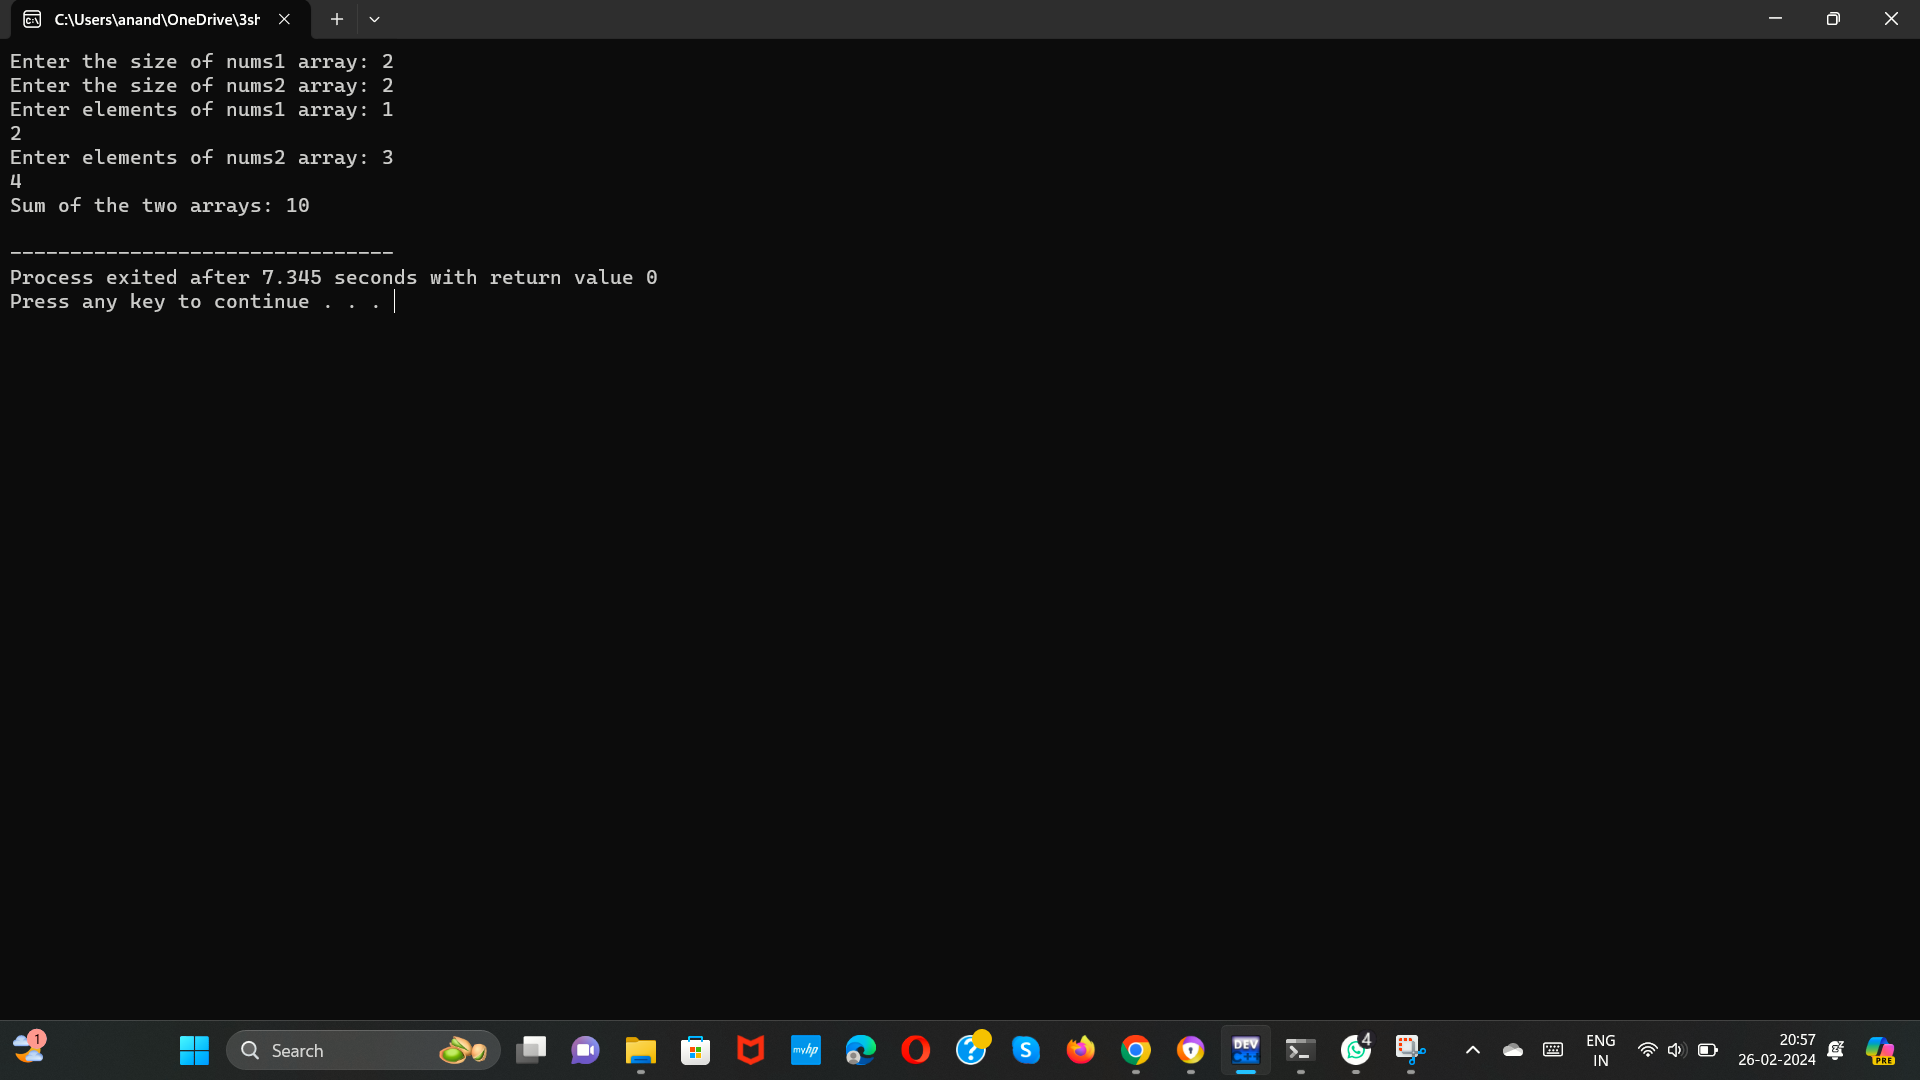 C:\Users\anand\OneDrive\3sh
Enter the size of nums1 array: 2
Enter the size of nums2 array: 2
Enter elements of nums1 array: 1
2
Enter elements of nums2 array: 3
4
Sum of the two arrays: 10
--------------------------------
Process exited after 7.345 seconds with return value 0
Press any key to continue . . .
1
Search
myhp
S
DEV
C++
4
ENG
IN
20:57
26-02-2024
PRE